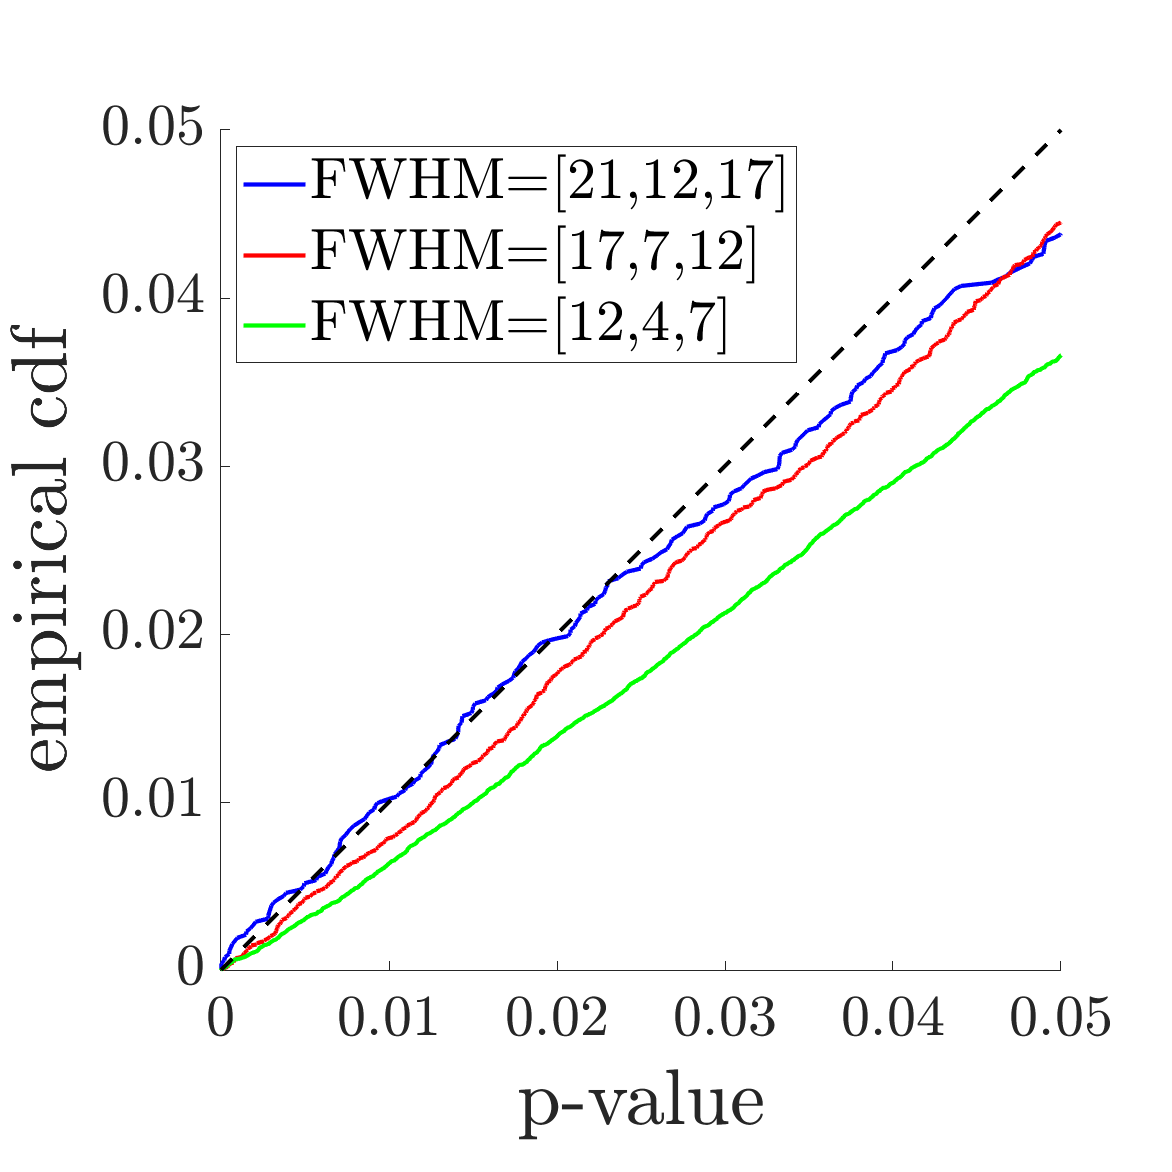 0.05
FWHM=[21,12,17]
FWHM=[17,7,12]
FWHM=[12,4,7]
0.04
0.03
0.02
0.01
0
empirical cdf
0 0.01 0.02 0.03 0.04 0.05
p-value